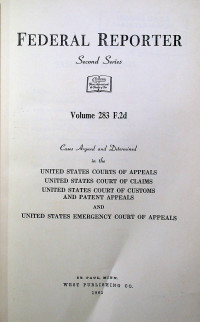 FEDERAL REPORTER
Second Series
Volume 283 F.2d
Cases Argued and Determined
in the
UNITED STATES COURTS OF APPEALS
UNITED STATES COURT OF CLAIMS
UNITED STATES COURT OF CUSTOMS
AND PATENT APPEALS
AND
UNITED STATES EMERGENCY COURT OF APPEALS
ST. PAUL, MINN.
WEST PUBLISHING CO.